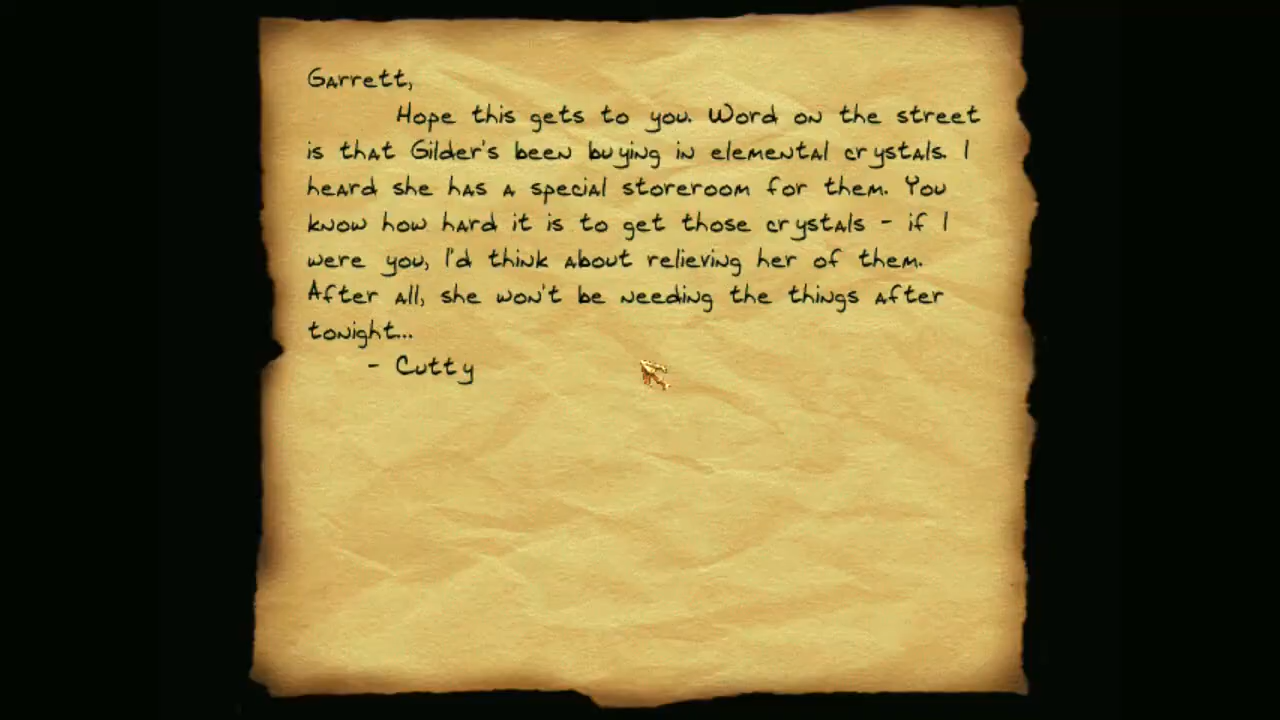 Garrett,
Hope this gets to you. Word on the street
is that Gilder's been buying in elemental crystals. I
heard she has a special storeroom for them. You
know how hard it is to get those crystals - if I
were you, I'd think about relieving her of them.
After all, she won't be needing the things after
tonight...
- Cutty